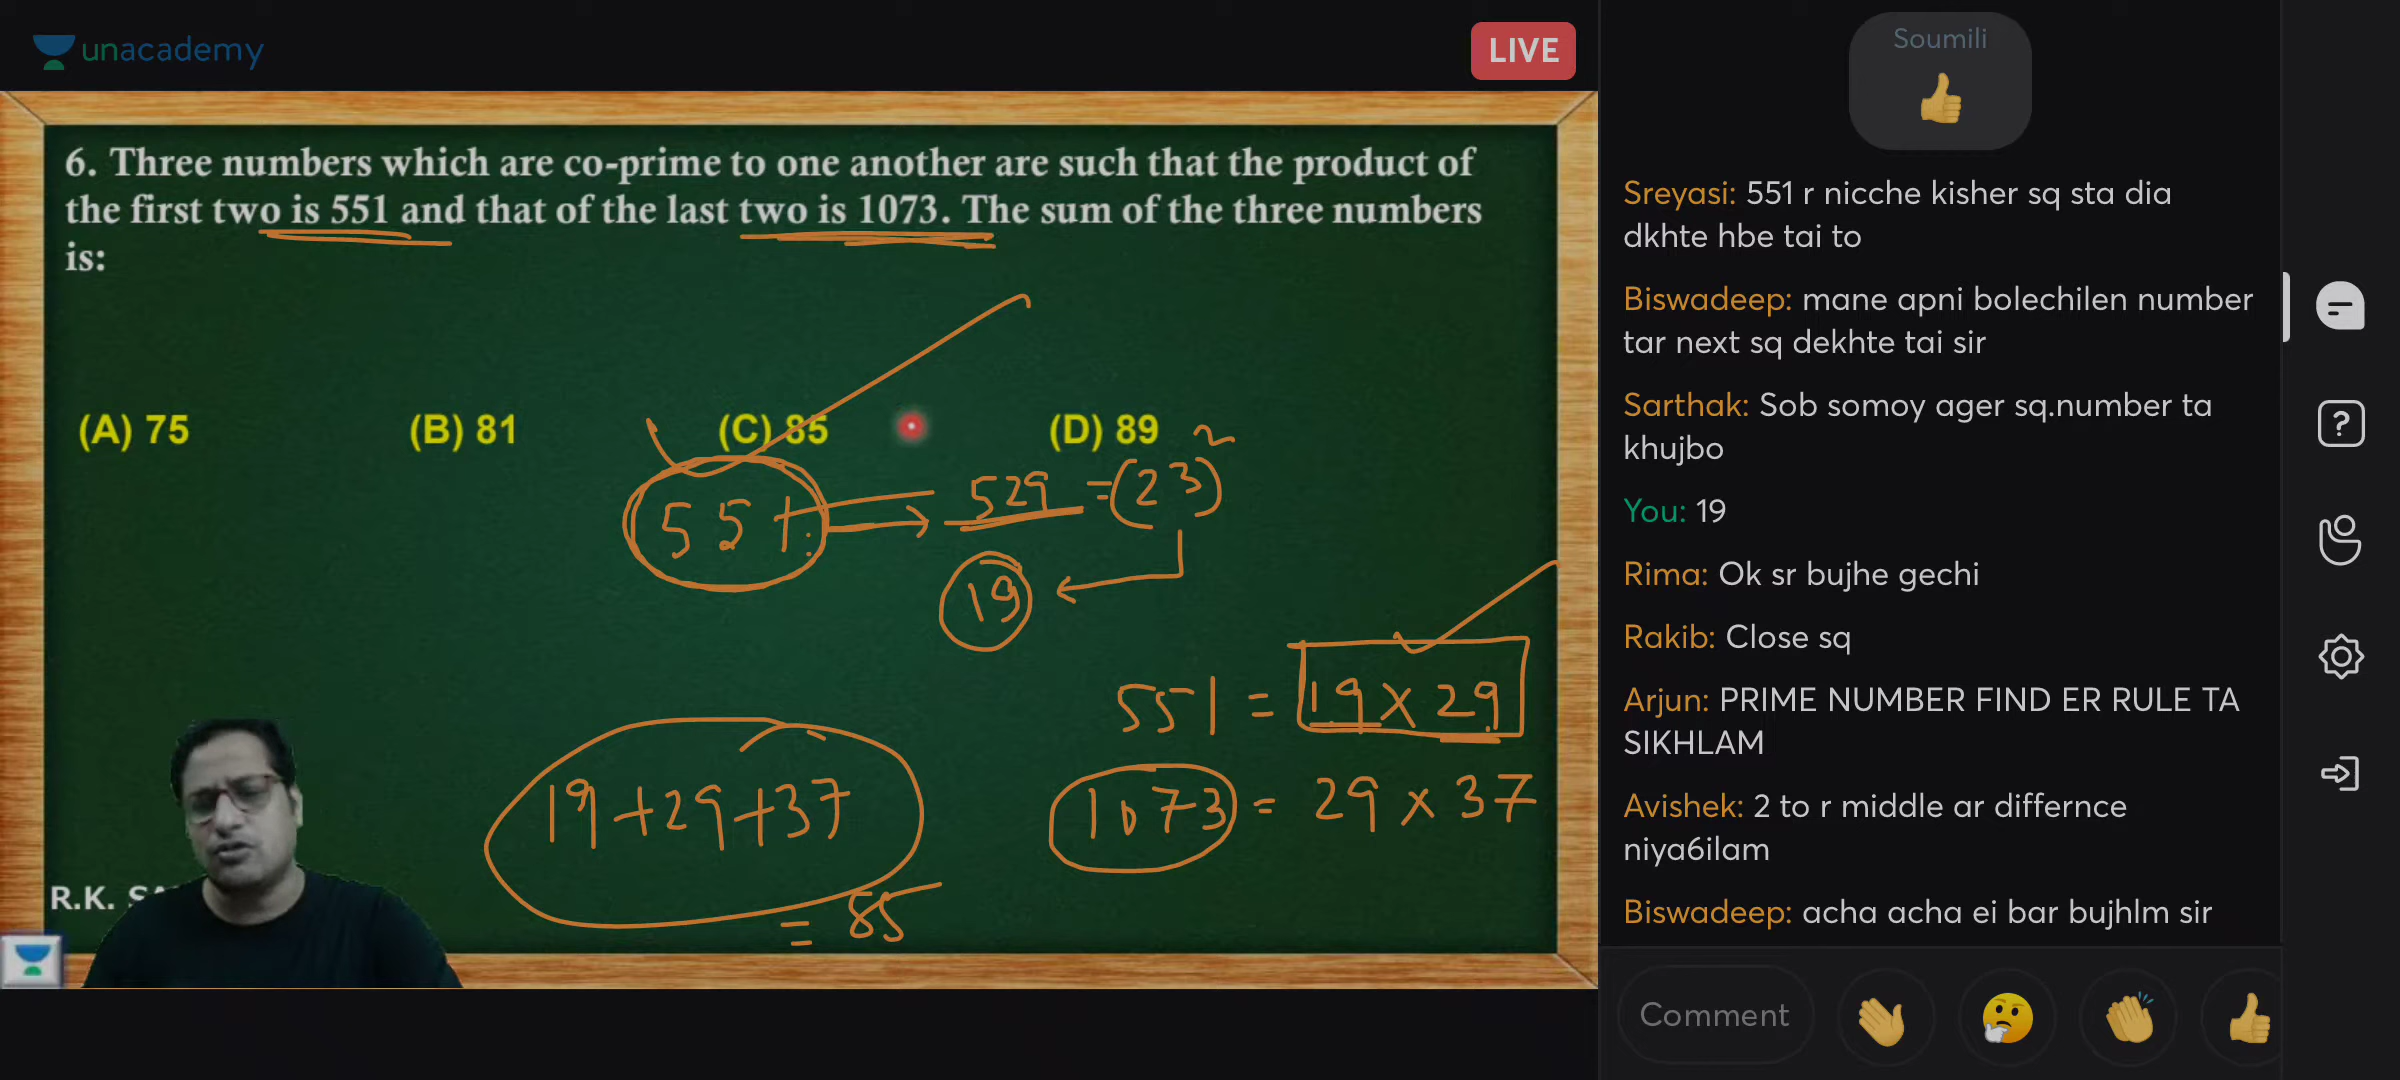 unacademy
LIVE
6. Three numbers which are co-prime to one another are such that the product of
the first two is 551 and that of the last two is 1073. The sum of the three numbers
is:
(A) 75
(B) 81
(C) 85
(D) 89
551
529 = (23)²
19
551 = 19 × 29
1073 = 29 × 37
19+29+37
= 85
R.K.
Soumili
👍
Sreyasi: 551 r nicche kisher sq sta dia
dkhte hbe tai to
Biswadeep: mane apni bolechilen number
tar next sq dekhte tai sir
Sarthak: Sob somoy ager sq.number ta
khujbo
You: 19
Rima: Ok sr bujhe gechi
Rakib: Close sq
Arjun: PRIME NUMBER FIND ER RULE TA
SIKHLAM
Avishek: 2 to r middle ar differnce
niya6ilam
Biswadeep: acha acha ei bar bujhlm sir
Comment